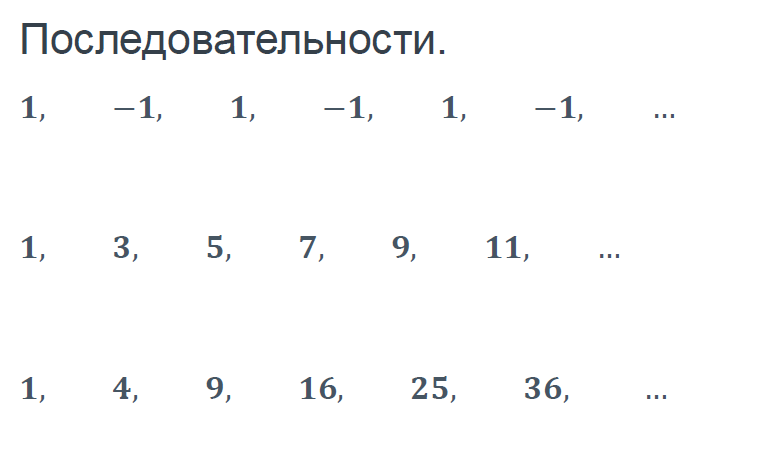 Последовательности.
1, −1, 1, −1, 1, −1, ...
1, 3, 5, 7, 9, 11, ...
1, 4, 9, 16, 25, 36, ...